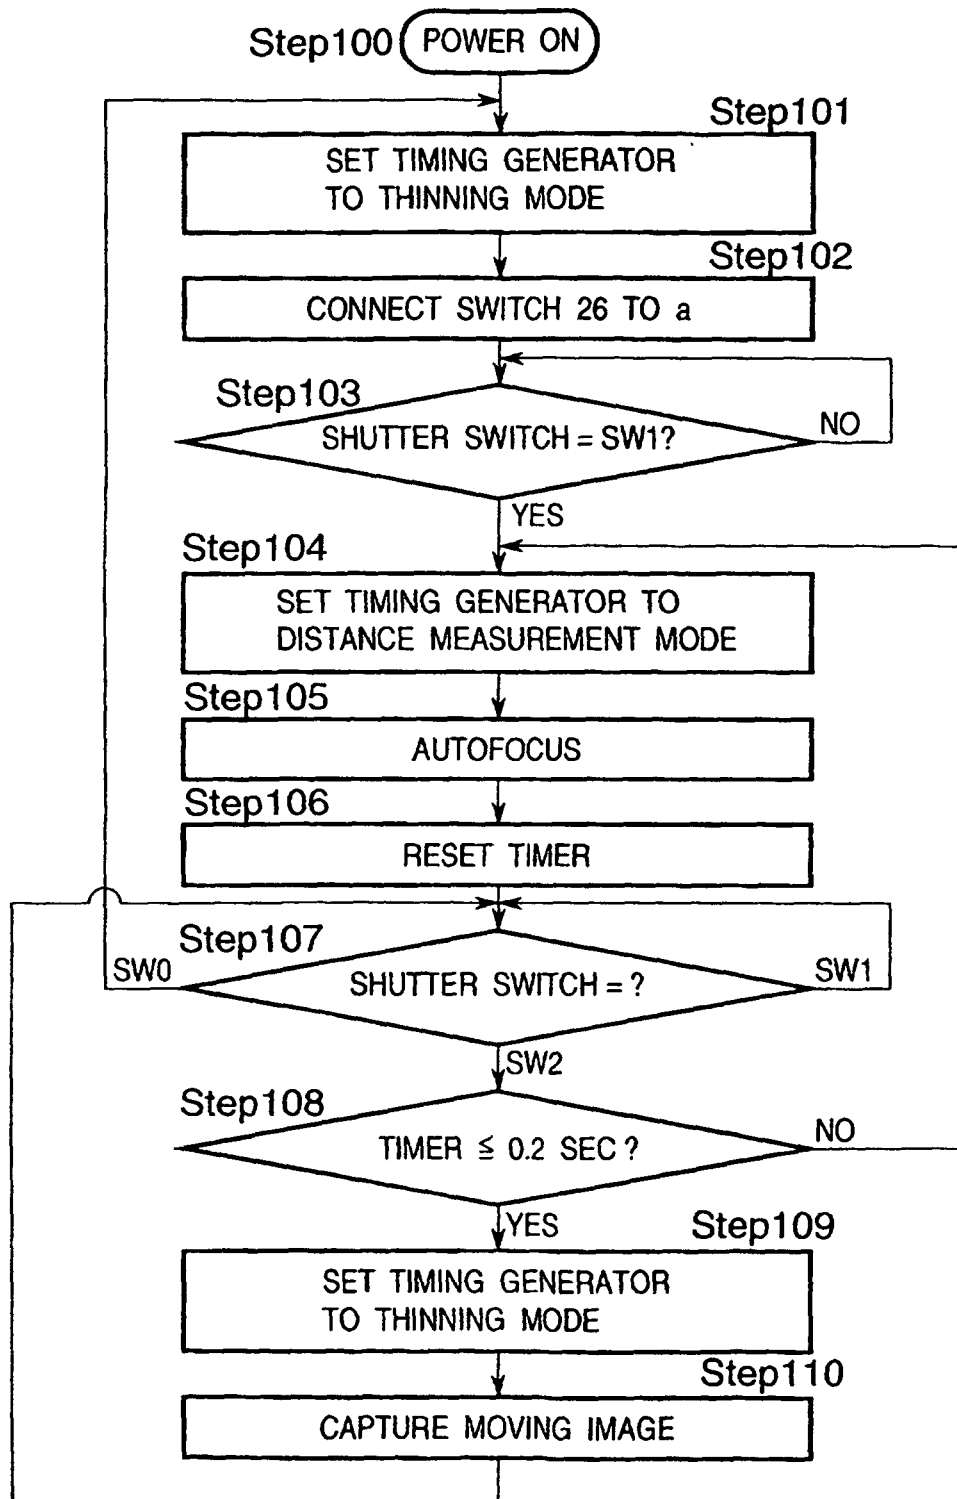 Step100 POWER ON
Step101
SET TIMING GENERATOR
TO THINNING MODE
Step102
CONNECT SWITCH 26 TO a
Step103
SHUTTER SWITCH = SW1?
NO
YES
Step104
SET TIMING GENERATOR TO
DISTANCE MEASUREMENT MODE
Step105
AUTOFOCUS
Step106
RESET TIMER
Step107
SW0
SHUTTER SWITCH = ?
SW1
SW2
Step108
TIMER ≦ 0.2 SEC ?
NO
YES
Step109
SET TIMING GENERATOR
TO THINNING MODE
Step110
CAPTURE MOVING IMAGE